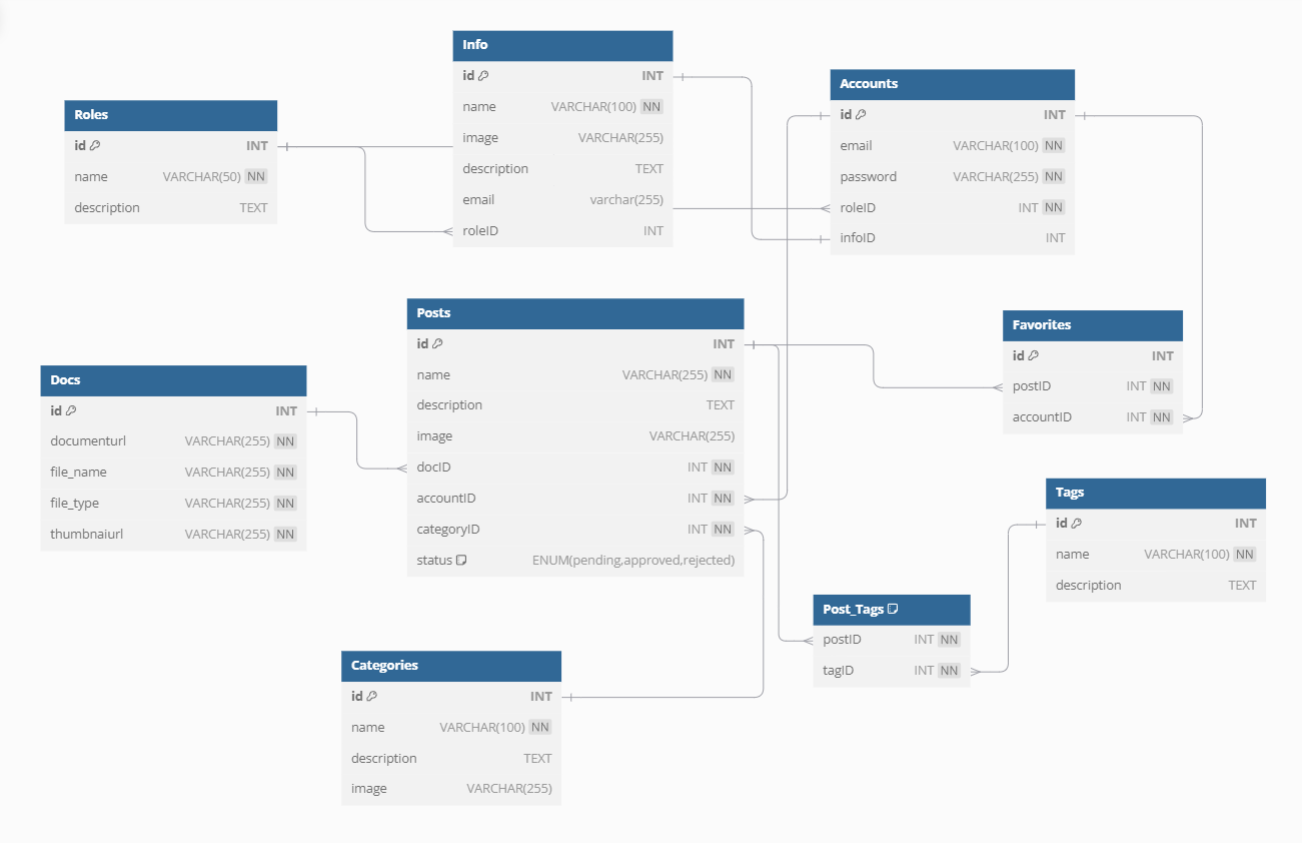 Info
id INT
name VARCHAR(100) NN
image VARCHAR(255)
description TEXT
email varchar(255)
roleID INT
Accounts
id INT
email VARCHAR(100) NN
password VARCHAR(255) NN
roleID INT NN
infoID INT
Roles
id INT
name VARCHAR(50) NN
description TEXT
Posts
id INT
name VARCHAR(255) NN
description TEXT
image VARCHAR(255)
docID INT NN
accountID INT NN
categoryID INT NN
status ENUM(pending,approved,rejected)
Favorites
id INT
postID INT NN
accountID INT NN
Docs
id INT
documenturl VARCHAR(255) NN
file_name VARCHAR(255) NN
file_type VARCHAR(255) NN
thumbnaiurl VARCHAR(255) NN
Tags
id INT
name VARCHAR(100) NN
description TEXT
Post_Tags
postID INT NN
tagID INT NN
Categories
id INT
name VARCHAR(100) NN
description TEXT
image VARCHAR(255)